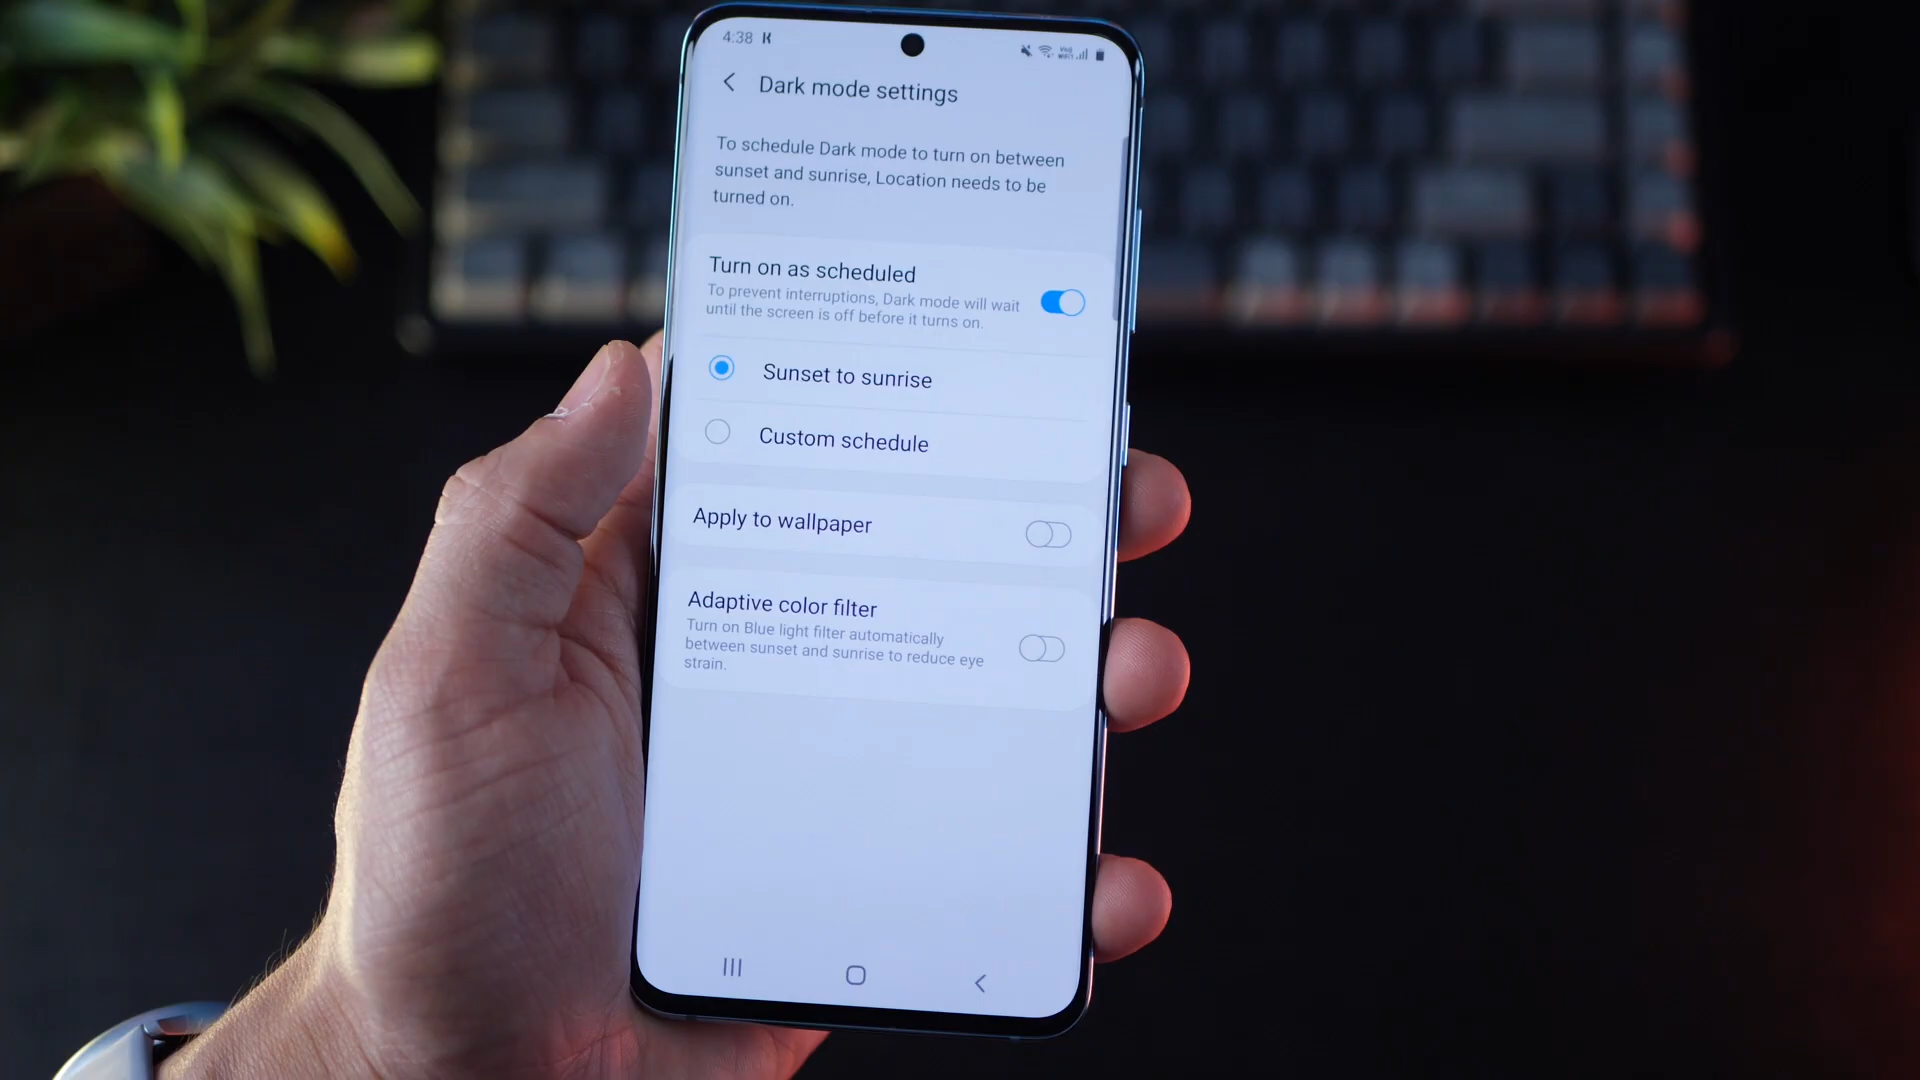 4:38
Dark mode settings
To schedule Dark mode to turn on between
sunset and sunrise, Location needs to be
turned on.
Turn on as scheduled
To prevent interruptions, Dark mode will wait
until the screen is off before it turns on.
Sunset to sunrise
Custom schedule
Apply to wallpaper
Adaptive color filter
Turn on Blue light filter automatically
between sunset and sunrise to reduce eye
strain.